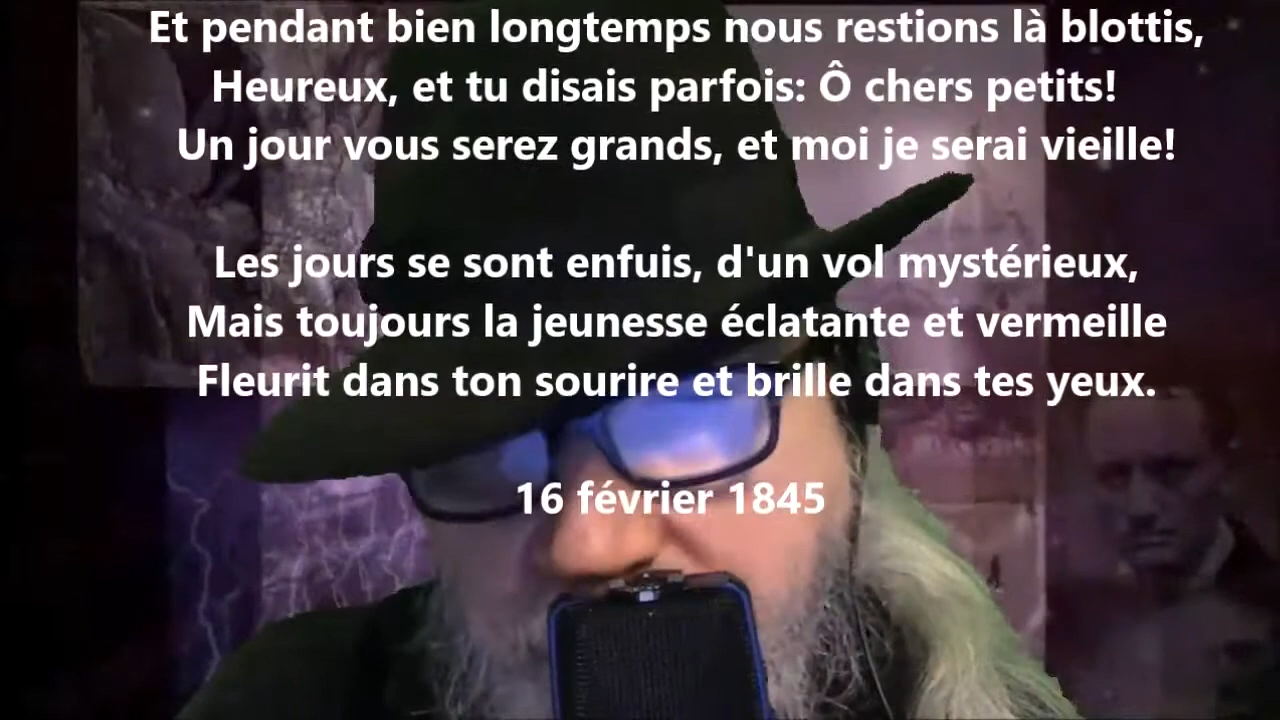 Et pendant bien longtemps nous restions là blottis,
Heureux, et tu disais parfois: Ô chers petits!
Un jour vous serez grands, et moi je serai vieille!
Les jours se sont enfuis, d'un vol mystérieux,
Mais toujours la jeunesse éclatante et vermeille
Fleurit dans ton sourire et brille dans tes yeux.
16 février 1845